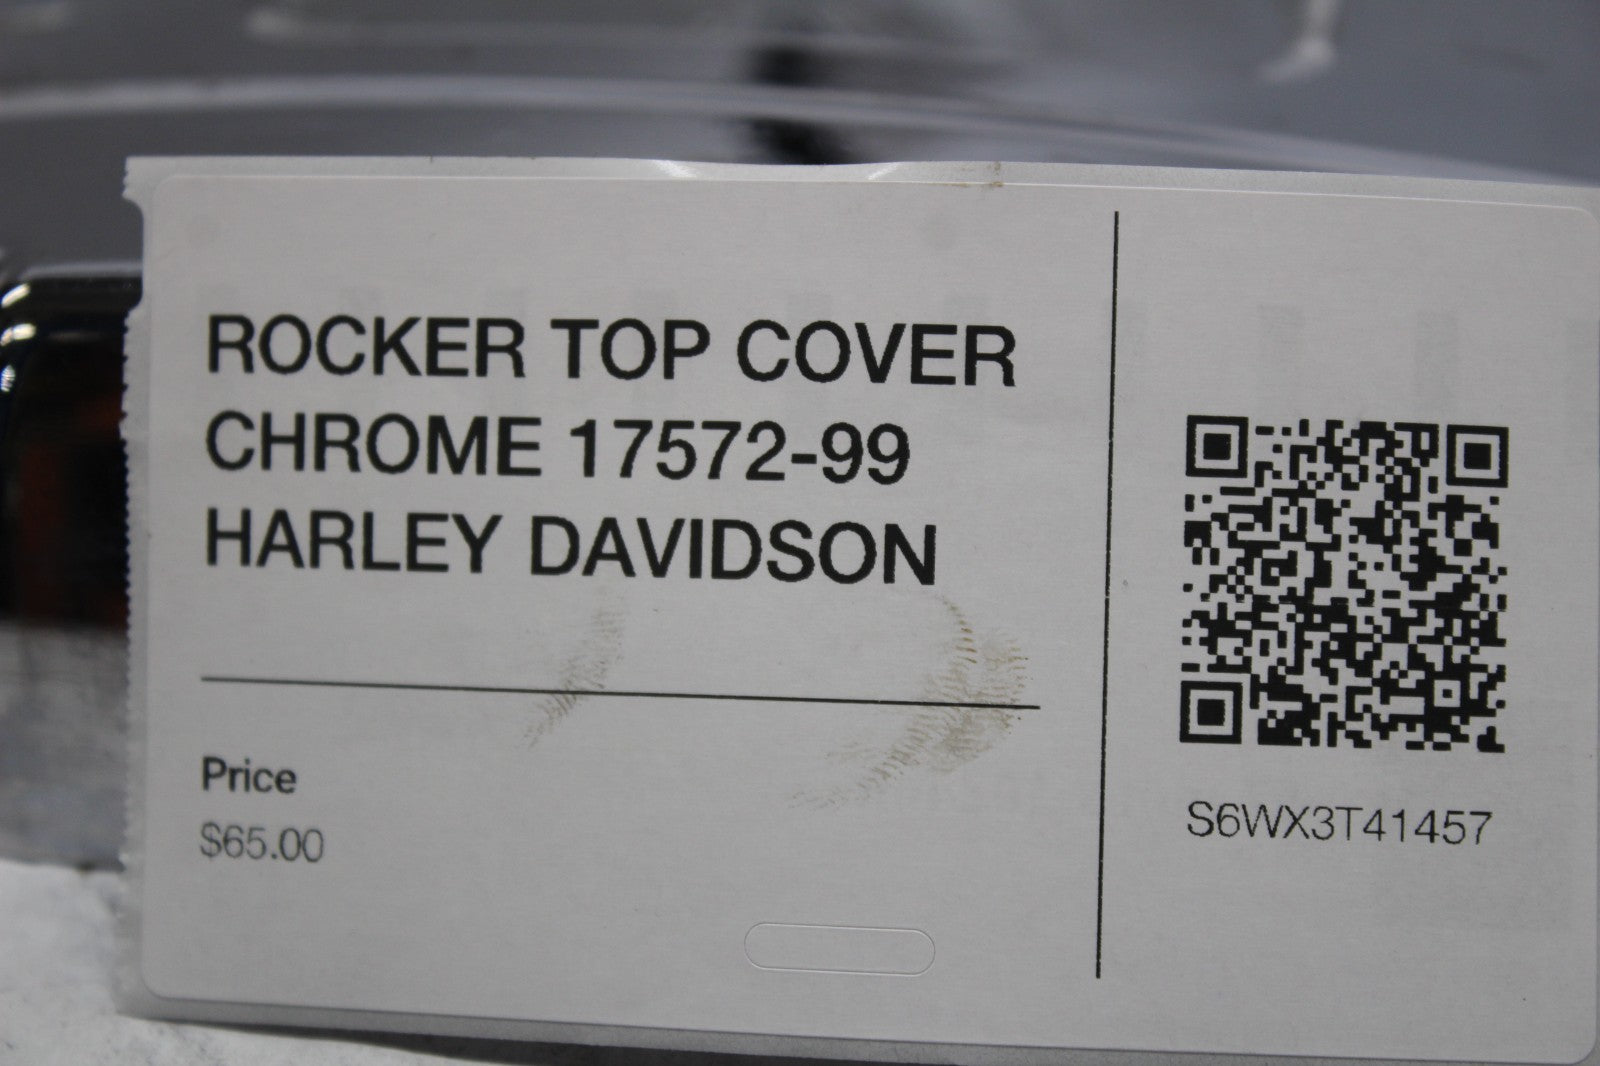 ROCKER TOP COVER
CHROME 17572-99
HARLEY DAVIDSON
Price
$65.00
S6WX3T41457